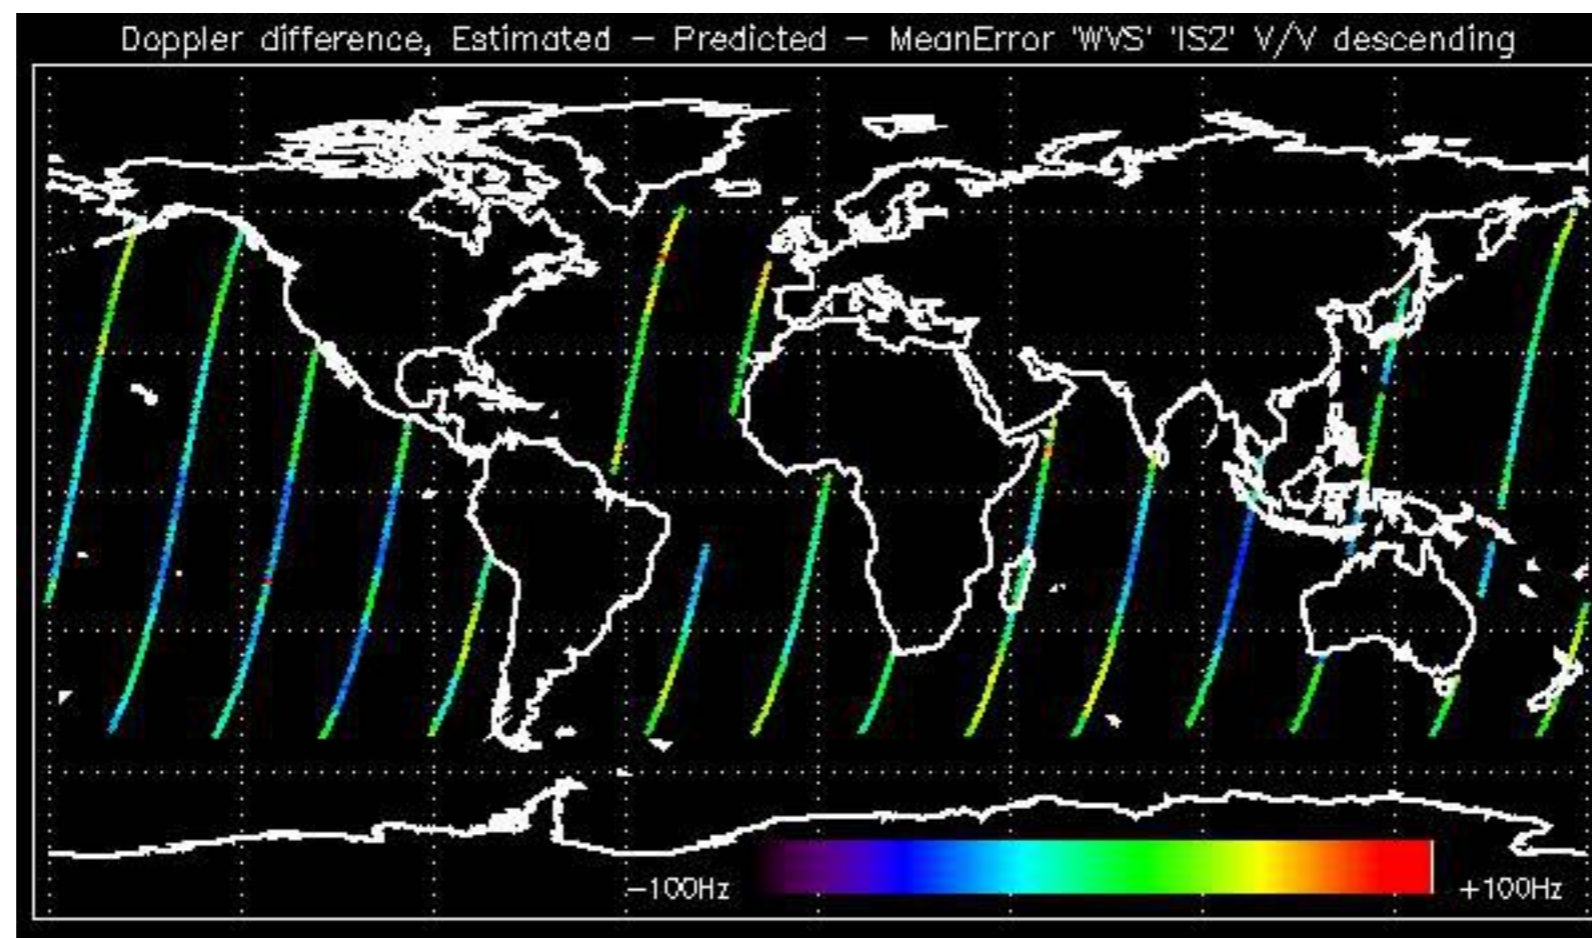 Doppler difference, Estimated – Predicted – MeanError 'WVS' 'IS2' V/V descending
−100Hz
+100Hz